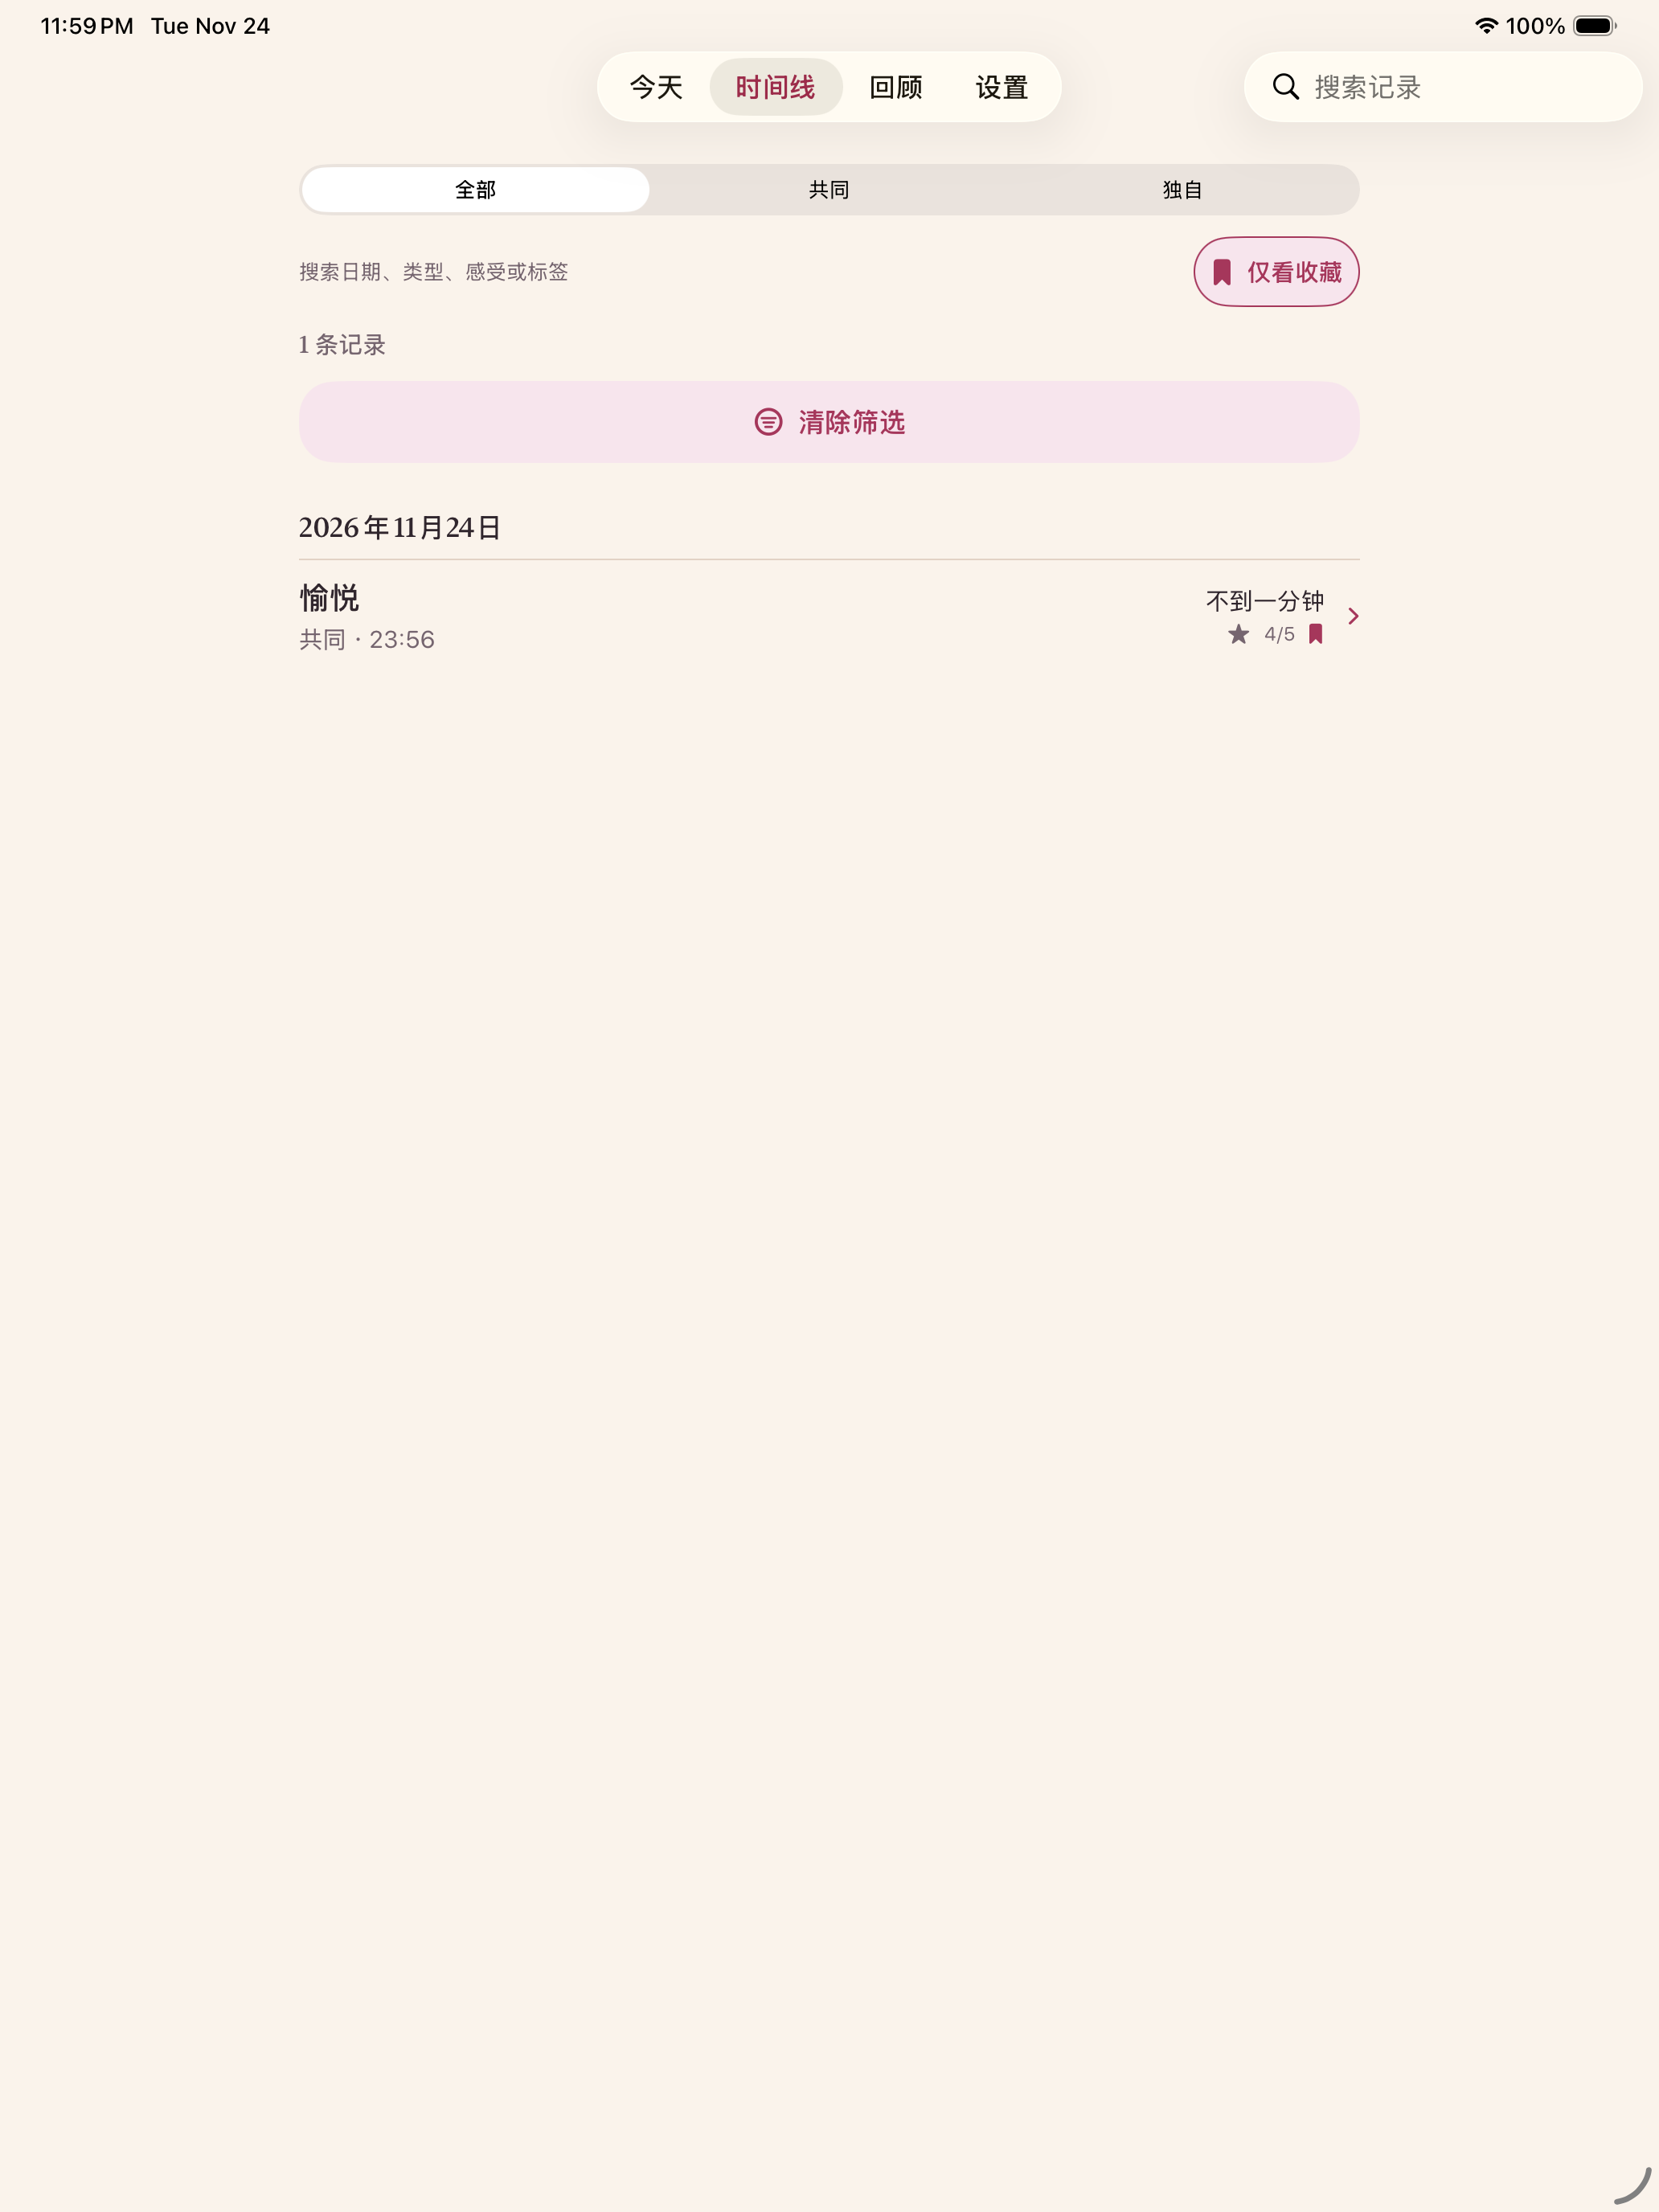 11:59 PM Tue Nov 24
100%
今天 时间线 回顾 设置
搜索记录
全部 共同 独自
搜索日期、类型、感受或标签
仅看收藏
1 条记录
清除筛选
2026年11月24日
愉悦
不到一分钟
共同 · 23:56
4/5